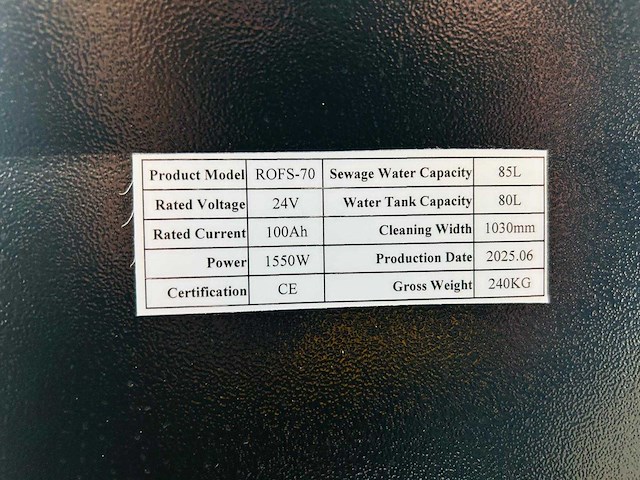 Product Model ROFS-70 Sewage Water Capacity 85L
Rated Voltage 24V Water Tank Capacity 80L
Rated Current 100Ah Cleaning Width 1030mm
Power 1550W Production Date 2025.06
Certification CE Gross Weight 240KG